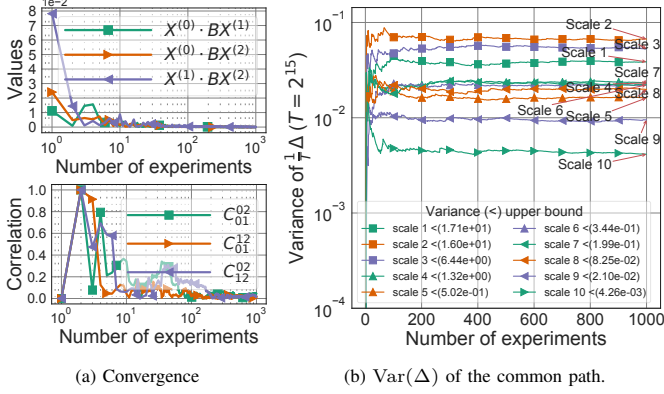 1e−2
8
7
6
5
4
3
2
1
0
Values
X^(0) · BX^(1)
X^(0) · BX^(2)
X^(1) · BX^(2)
10^0 10^1 10^2 10^3
Number of experiments
1.0
0.8
0.6
0.4
0.2
0.0
Correlation
C^02_01
C^12_01
C^02_12
10^0 10^1 10^2 10^3
Number of experiments
(a) Convergence
10^−1
10^−2
10^−3
10^−4
Variance of 1/T Δ (T = 2^15)
Scale 2
Scale 3
Scale 1
Scale 7
Scale 4
Scale 8
Scale 6
Scale 5
Scale 9
Scale 10
Variance (<) upper bound
scale 1 <(1.71e+01)
scale 2 <(1.60e+01)
scale 3 <(6.44e+00)
scale 4 <(1.32e+00)
scale 5 <(5.02e-01)
scale 6 <(3.44e-01)
scale 7 <(1.99e-01)
scale 8 <(8.25e-02)
scale 9 <(2.10e-02)
scale 10 <(4.26e-03)
0 200 400 600 800 1000
Number of experiments
(b) Var(Δ) of the common path.